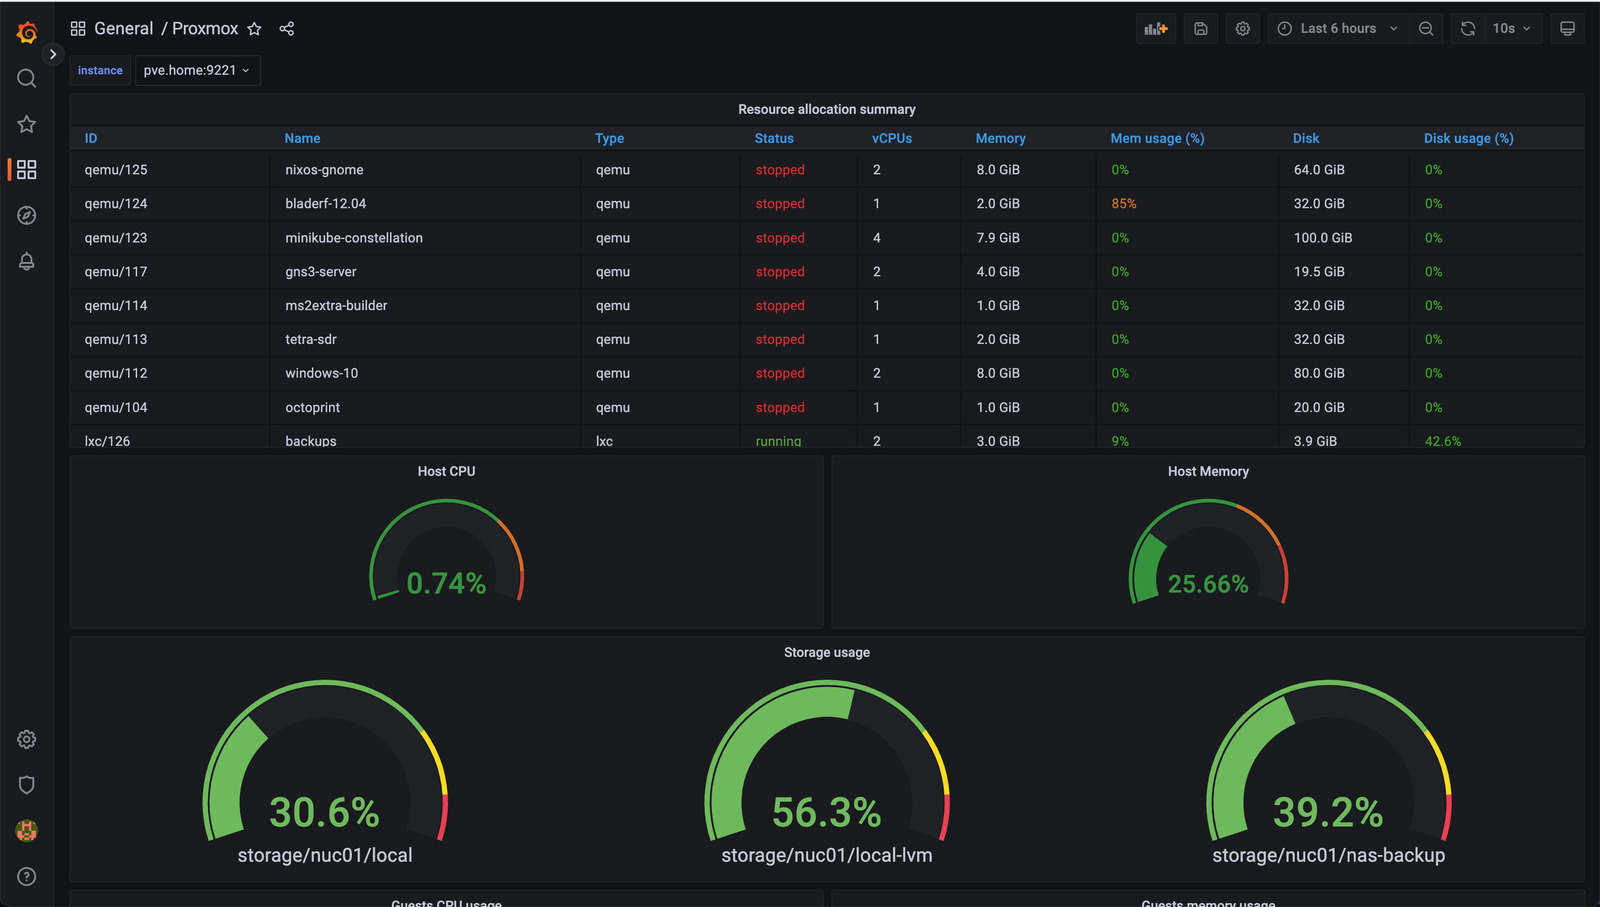 General / Proxmox
Last 6 hours
10s
instance pve.home:9221
Resource allocation summary
ID Name Type Status vCPUs Memory Mem usage (%) Disk Disk usage (%)
qemu/125 nixos-gnome qemu stopped 2 8.0 GiB 0% 64.0 GiB 0%
qemu/124 bladerf-12.04 qemu stopped 1 2.0 GiB 85% 32.0 GiB 0%
qemu/123 minikube-constellation qemu stopped 4 7.9 GiB 0% 100.0 GiB 0%
qemu/117 gns3-server qemu stopped 2 4.0 GiB 0% 19.5 GiB 0%
qemu/114 ms2extra-builder qemu stopped 1 1.0 GiB 0% 32.0 GiB 0%
qemu/113 tetra-sdr qemu stopped 1 2.0 GiB 0% 32.0 GiB 0%
qemu/112 windows-10 qemu stopped 2 8.0 GiB 0% 80.0 GiB 0%
qemu/104 octoprint qemu stopped 1 1.0 GiB 0% 20.0 GiB 0%
lxc/126 backups lxc running 2 3.0 GiB 9% 3.9 GiB 42.6%
Host CPU
0.74%
Host Memory
25.66%
Storage usage
30.6%
storage/nuc01/local
56.3%
storage/nuc01/local-lvm
39.2%
storage/nuc01/nas-backup
Guests CPU usage
Guests memory usage